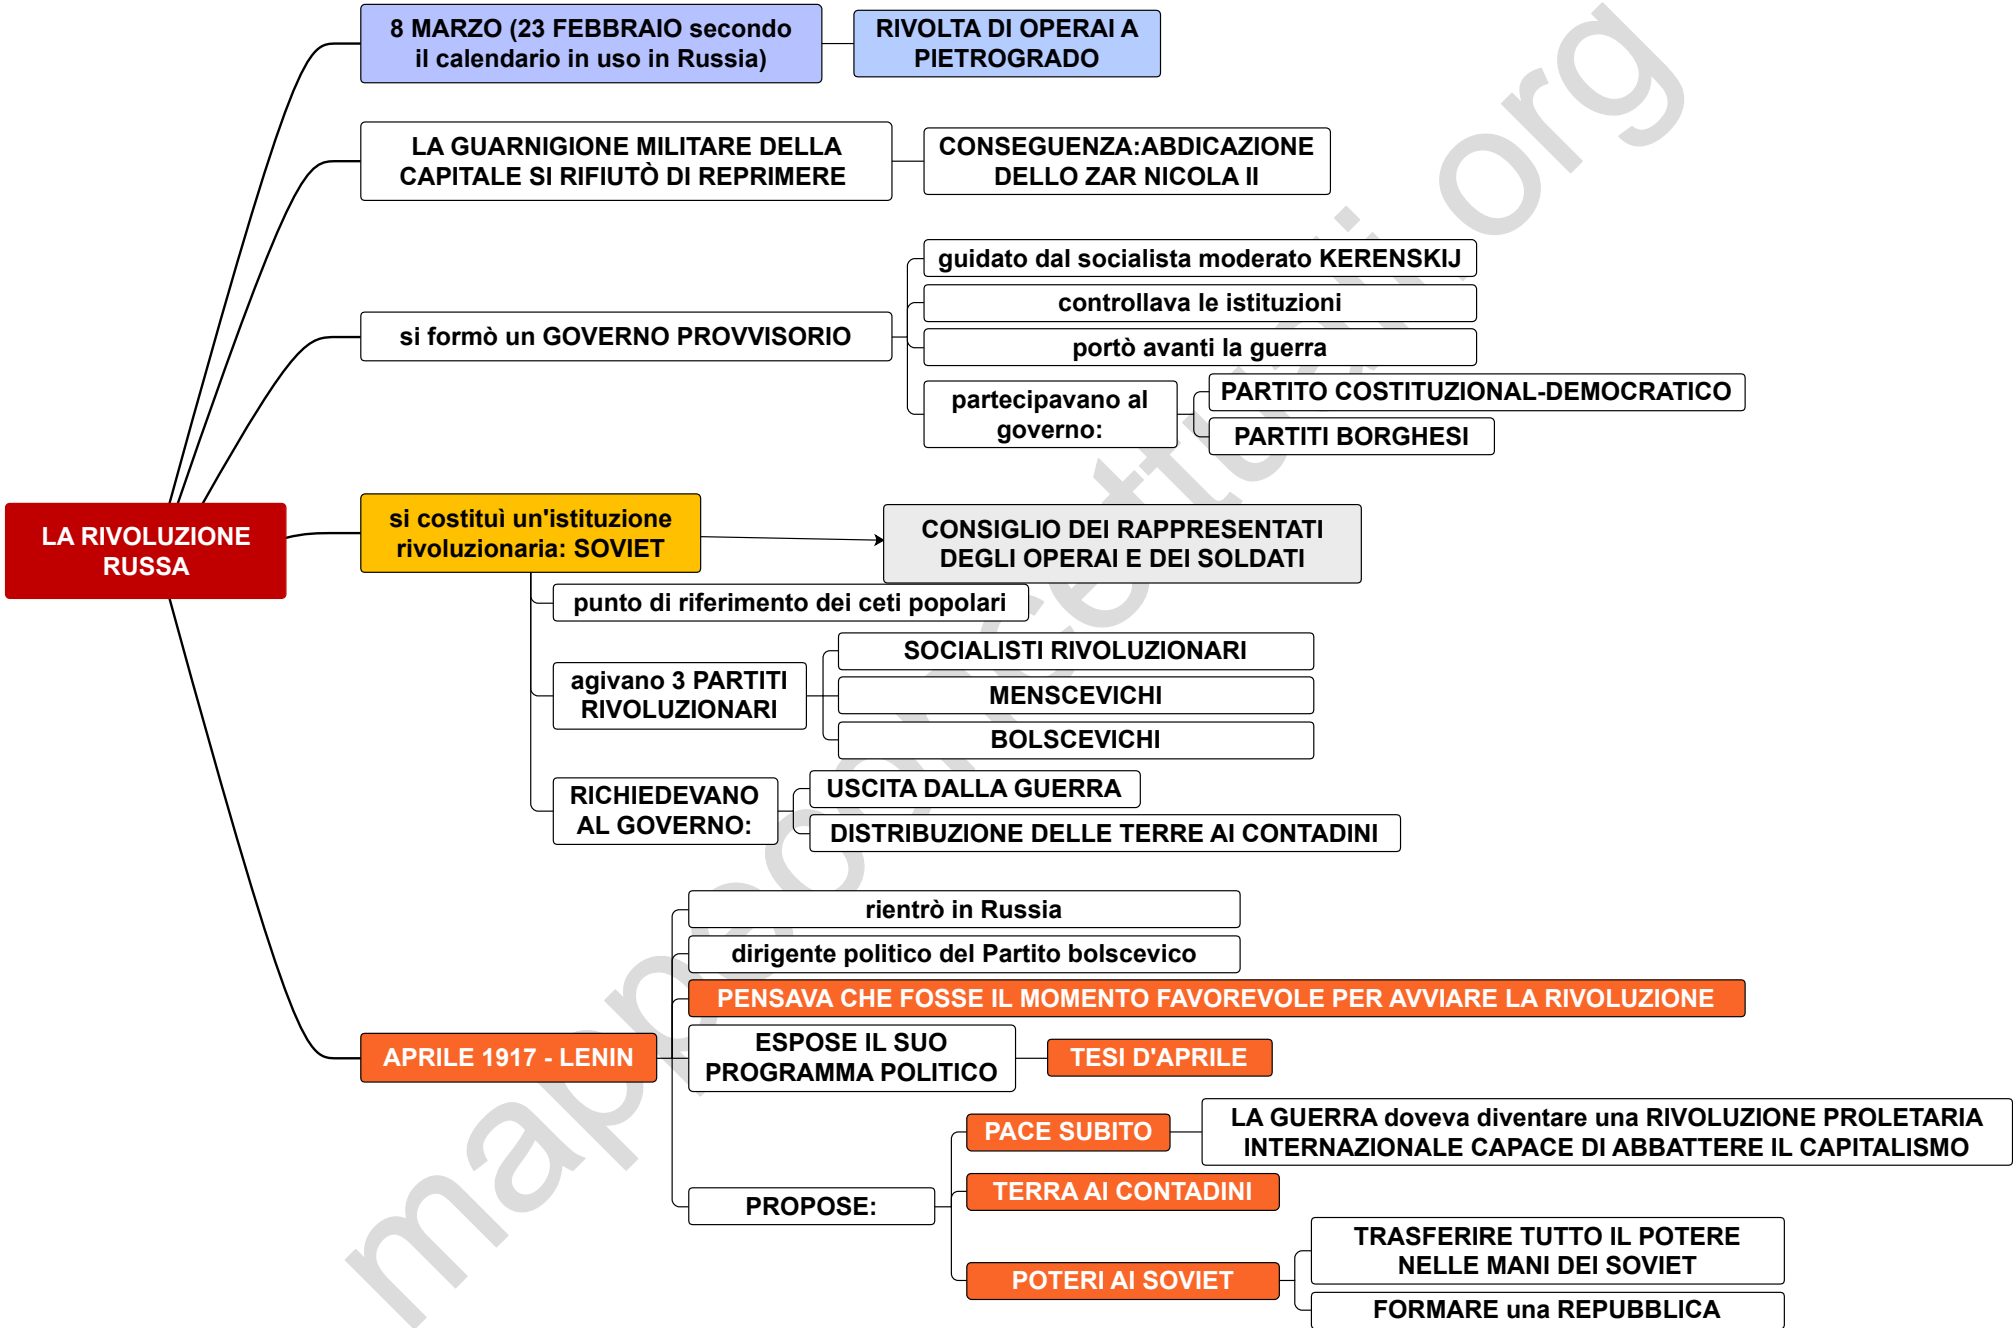 8 MARZO (23 FEBBRAIO secondo
il calendario in uso in Russia)
RIVOLTA DI OPERAI A
PIETROGRADO
LA GUARNIGIONE MILITARE DELLA
CAPITALE SI RIFIUTÒ DI REPRIMERE
CONSEGUENZA:ABDICAZIONE
DELLO ZAR NICOLA II
si formò un GOVERNO PROVVISORIO
guidato dal socialista moderato KERENSKIJ
controllava le istituzioni
portò avanti la guerra
partecipavano al
governo:
PARTITO COSTITUZIONAL-DEMOCRATICO
PARTITI BORGHESI
LA RIVOLUZIONE
RUSSA
si costituì un'istituzione
rivoluzionaria: SOVIET
CONSIGLIO DEI RAPPRESENTATI
DEGLI OPERAI E DEI SOLDATI
punto di riferimento dei ceti popolari
agivano 3 PARTITI
RIVOLUZIONARI
SOCIALISTI RIVOLUZIONARI
MENSCEVICHI
BOLSCEVICHI
RICHIEDEVANO
AL GOVERNO:
USCITA DALLA GUERRA
DISTRIBUZIONE DELLE TERRE AI CONTADINI
APRILE 1917 - LENIN
rientrò in Russia
dirigente politico del Partito bolscevico
PENSAVA CHE FOSSE IL MOMENTO FAVOREVOLE PER AVVIARE LA RIVOLUZIONE
ESPOSE IL SUO
PROGRAMMA POLITICO
TESI D'APRILE
PROPOSE:
PACE SUBITO
LA GUERRA doveva diventare una RIVOLUZIONE PROLETARIA
INTERNAZIONALE CAPACE DI ABBATTERE IL CAPITALISMO
TERRA AI CONTADINI
POTERI AI SOVIET
TRASFERIRE TUTTO IL POTERE
NELLE MANI DEI SOVIET
FORMARE una REPUBBLICA
mappeconcettuali.org